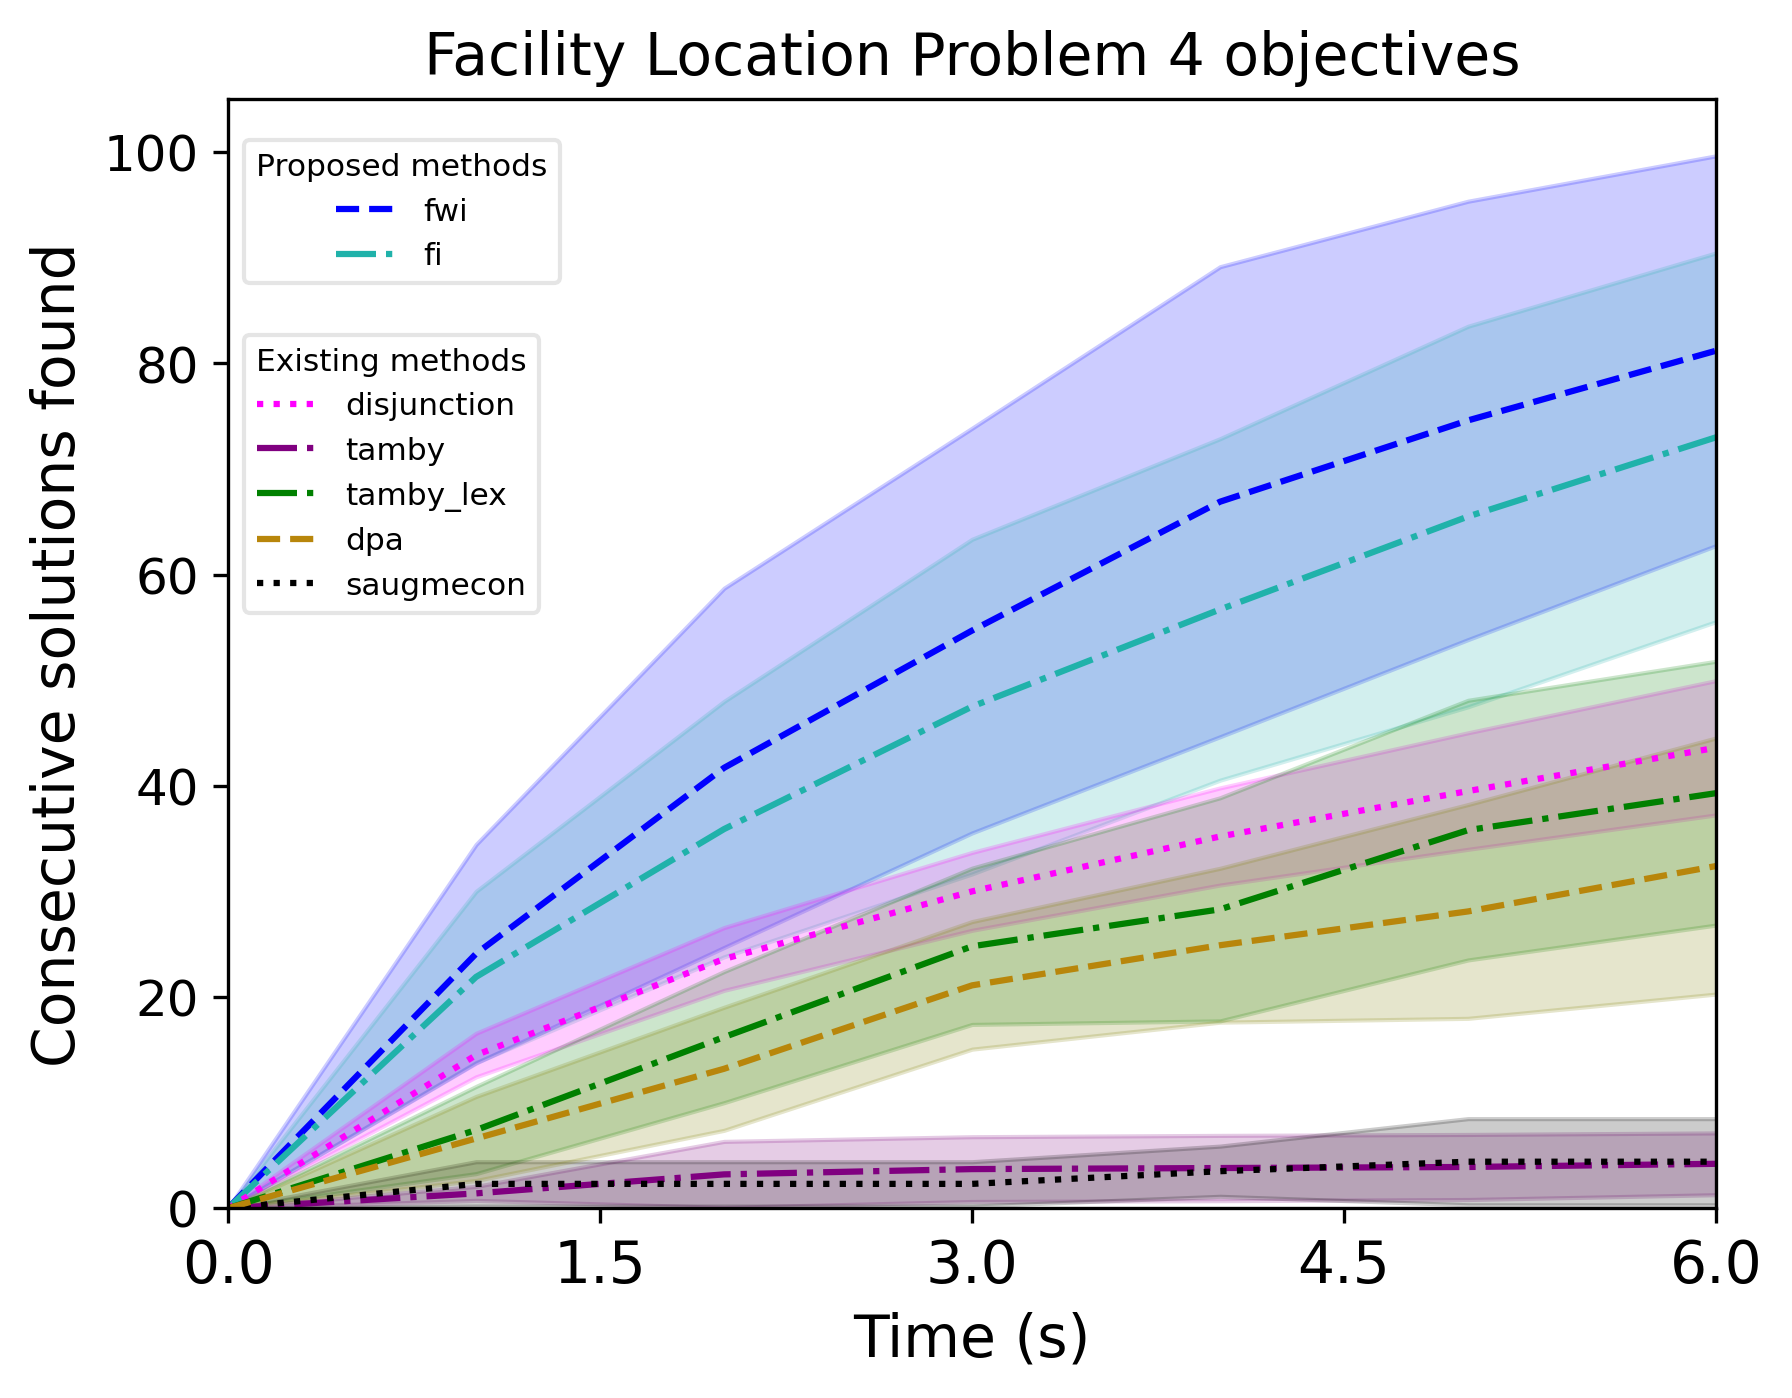 Facility Location Problem 4 objectives
Consecutive solutions found
100
80
60
40
20
0
Proposed methods
fwi
fi
Existing methods
disjunction
tamby
tamby_lex
dpa
saugmecon
0.0 1.5 3.0 4.5 6.0
Time (s)